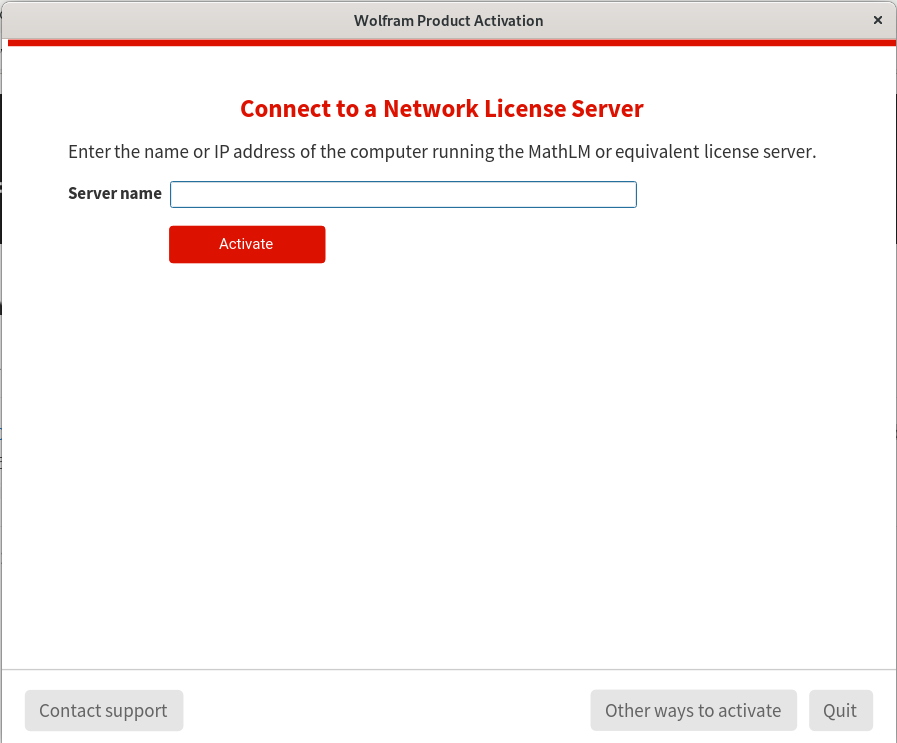 Wolfram Product Activation
Connect to a Network License Server
Enter the name or IP address of the computer running the MathLM or equivalent license server.
Server name
Activate
Contact support
Other ways to activate
Quit